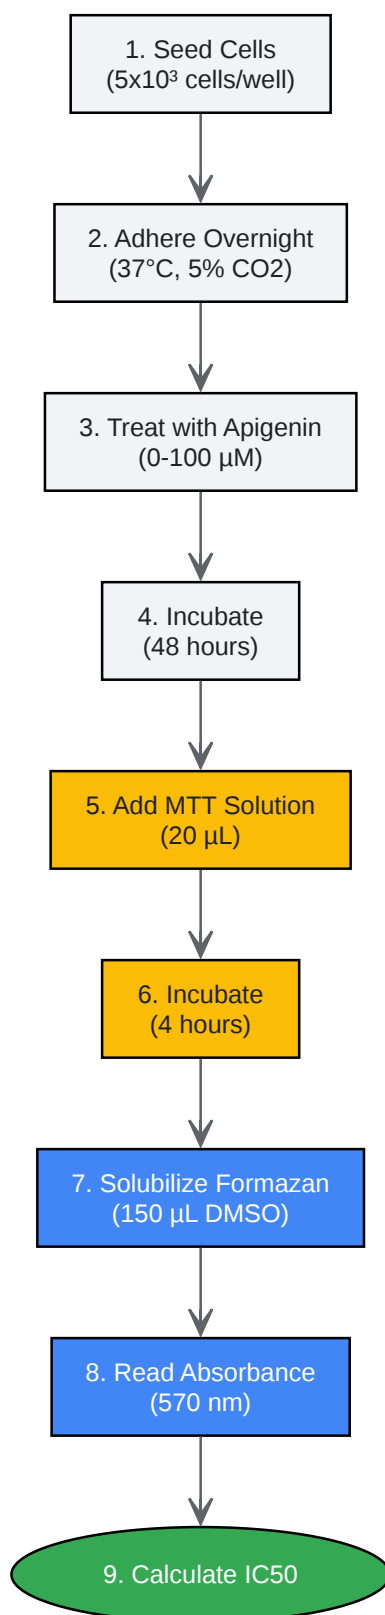 1. Seed Cells
(5x10³ cells/well)
2. Adhere Overnight
(37°C, 5% CO2)
3. Treat with Apigenin
(0-100 µM)
4. Incubate
(48 hours)
5. Add MTT Solution
(20 µL)
6. Incubate
(4 hours)
7. Solubilize Formazan
(150 µL DMSO)
8. Read Absorbance
(570 nm)
9. Calculate IC50